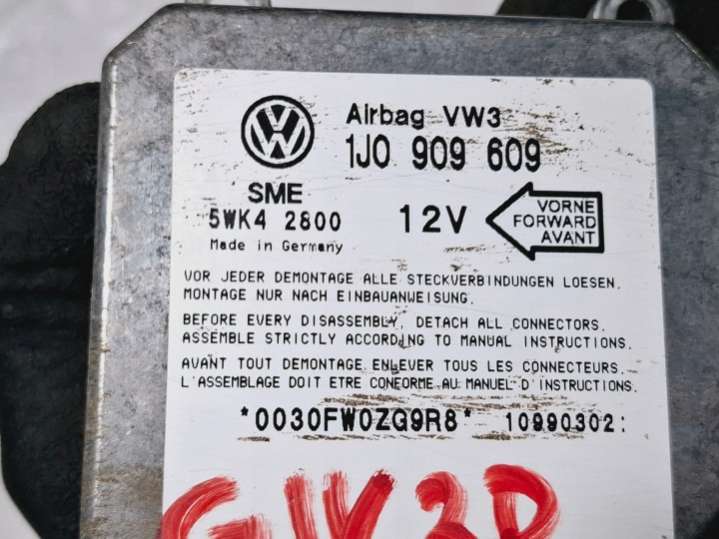 Airbag VW3
1J0 909 609
SME
5WK4 2800
12V
VORNE
FORWARD
AVANT
Made in Germany
VOR JEDER DEMONTAGE ALLE STECKVERBINDUNGEN LOESEN.
MONTAGE NUR NACH EINBAUANWEISUNG.
BEFORE EVERY DISASSEMBLY, DETACH ALL CONNECTORS.
ASSEMBLE STRICTLY ACCORDING TO MANUAL INSTRUCTIONS.
AVANT TOUT DEMONTAGE ENLEVER TOUS LES CONNECTEURS.
L'ASSEMBLAGE DOIT ETRE CONFORME AU MANUEL D'INSTRUCTIONS.
*0030FW0ZG9R8* 10990302: